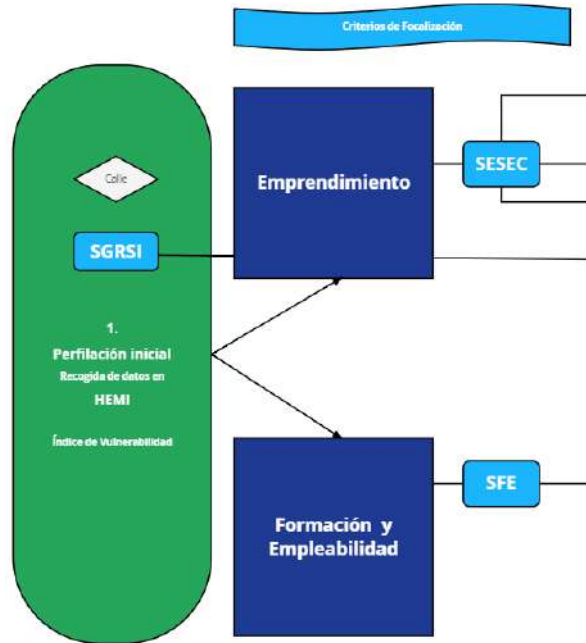 Criterios de Focalización
Calle
SGRSI
1.
Perfilación inicial
Recogida de datos en
HEMI
Índice de Vulnerabilidad
Emprendimiento
SESEC
Formación y
Empleabilidad
SFE